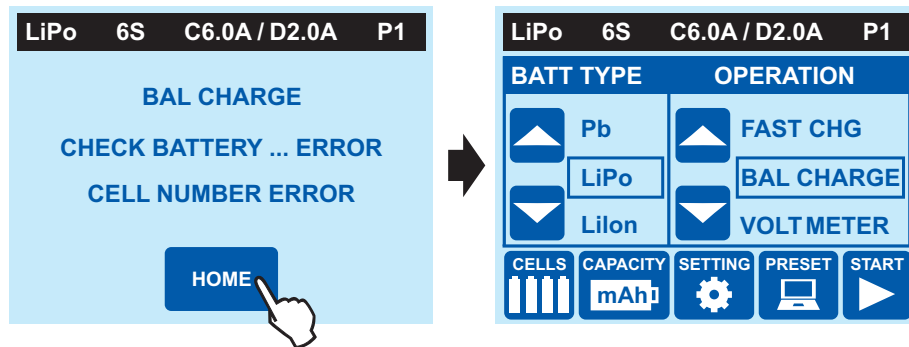 LiPo 6S C6.0A / D2.0A P1
BAL CHARGE
CHECK BATTERY ... ERROR
CELL NUMBER ERROR
HOME
LiPo 6S C6.0A / D2.0A P1
BATT TYPE OPERATION
Pb FAST CHG
LiPo BAL CHARGE
LiIon VOLT METER
CELLS CAPACITY SETTING PRESET START
mAh